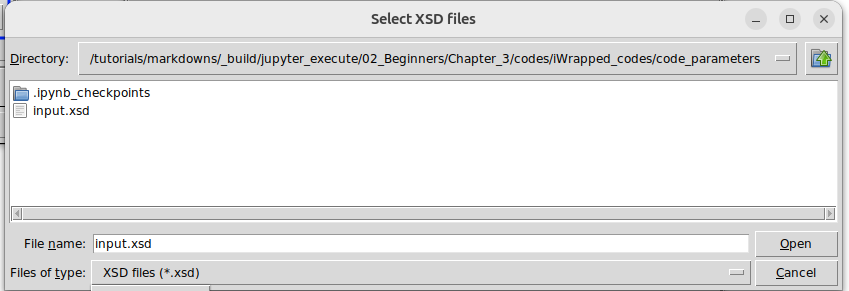 Select XSD files
Directory: /tutorials/markdowns/_build/jupyter_execute/02_Beginners/Chapter_3/codes/iWrapped_codes/code_parameters
.ipynb_checkpoints
input.xsd
File name: input.xsd Open
Files of type: XSD files (*.xsd) Cancel